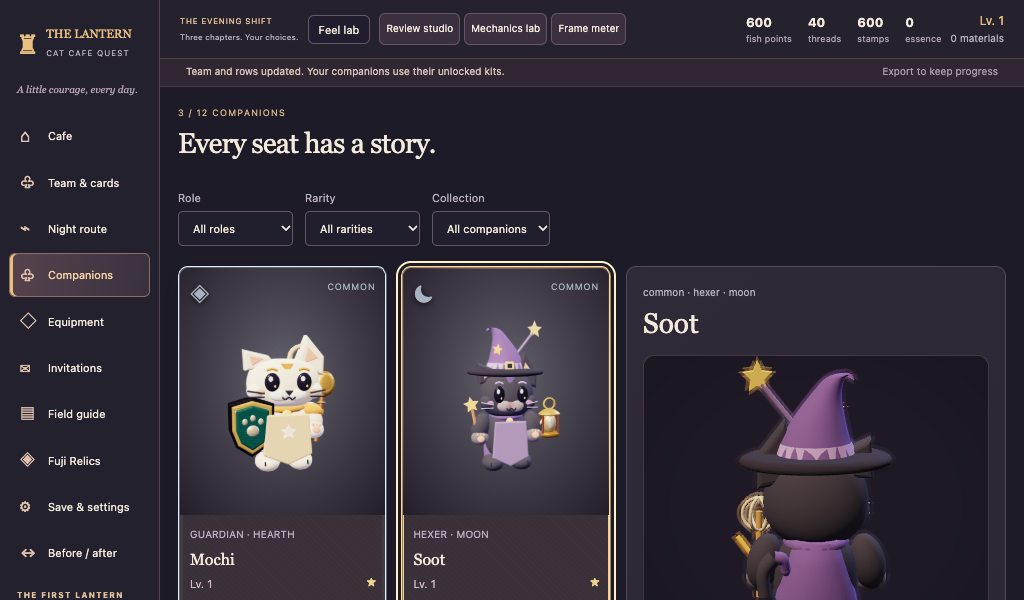 THE LANTERN
CAT CAFE QUEST
A little courage, every day.
Cafe
Team & cards
Night route
Companions
Equipment
Invitations
Field guide
Fuji Relics
Save & settings
Before / after
THE FIRST LANTERN
THE EVENING SHIFT
Three chapters. Your choices.
Feel lab
Review studio
Mechanics lab
Frame meter
600
fish points
40
threads
600
stamps
0
essence
Lv. 1
0 materials
Team and rows updated. Your companions use their unlocked kits.
Export to keep progress
3 / 12 COMPANIONS
Every seat has a story.
Role
Rarity
Collection
All roles
All rarities
All companions
COMMON
GUARDIAN · HEARTH
Mochi
Lv. 1
COMMON
HEXER · MOON
Soot
Lv. 1
common · hexer · moon
Soot